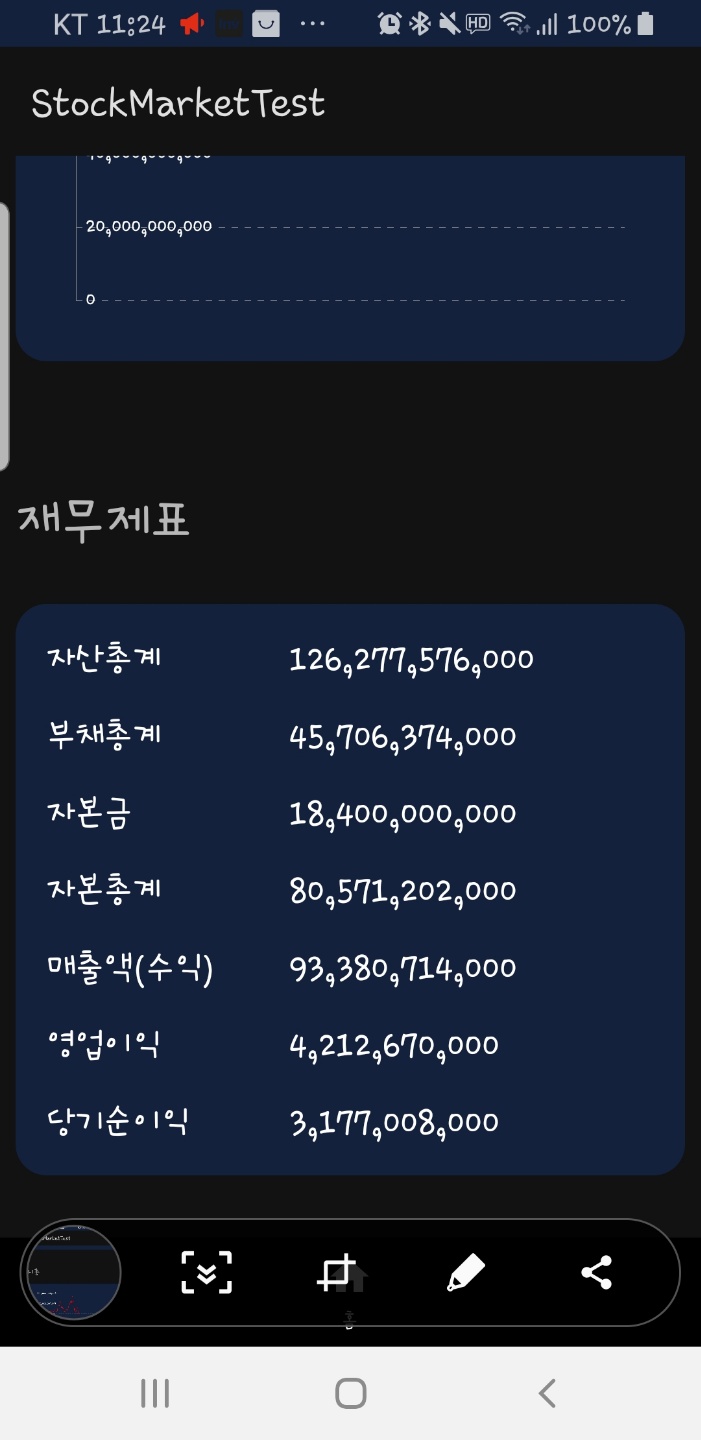 KT 11:24 HD 100%
StockMarketTest
20,000,000,000
0
재무제표
자산총계 126,277,576,000
부채총계 45,706,374,000
자본금 18,400,000,000
자본총계 80,571,202,000
매출액(수익) 93,380,714,000
영업이익 4,212,670,000
당기순이익 3,177,008,000
홈